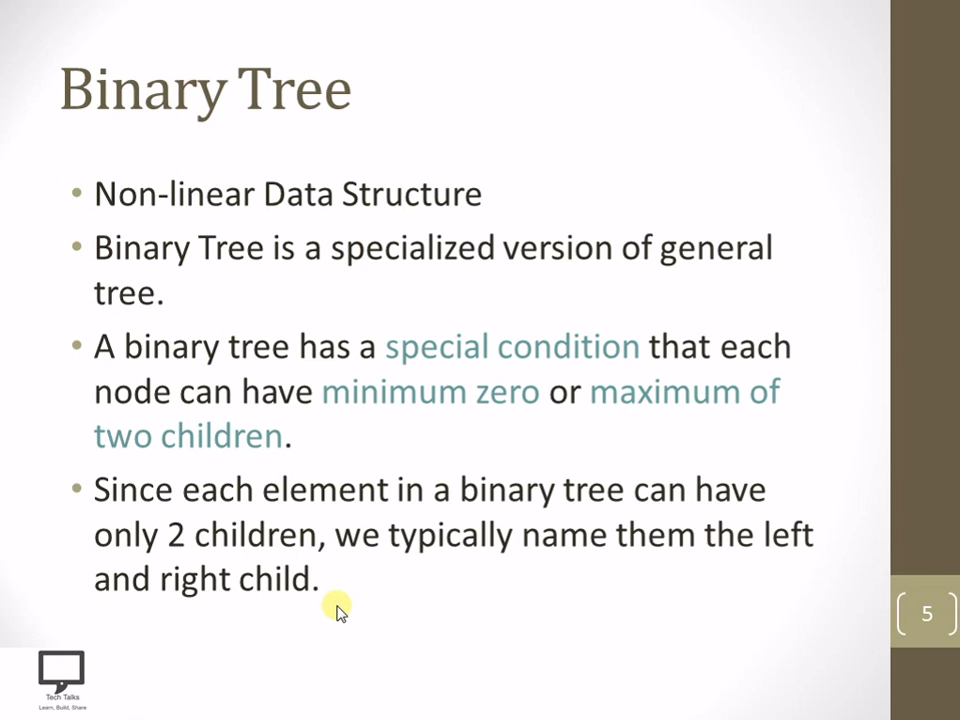 Binary Tree
• Non-linear Data Structure
• Binary Tree is a specialized version of general
tree.
• A binary tree has a special condition that each
node can have minimum zero or maximum of
two children.
• Since each element in a binary tree can have
only 2 children, we typically name them the left
and right child.
5
Tech Talks
Learn, Build, Share